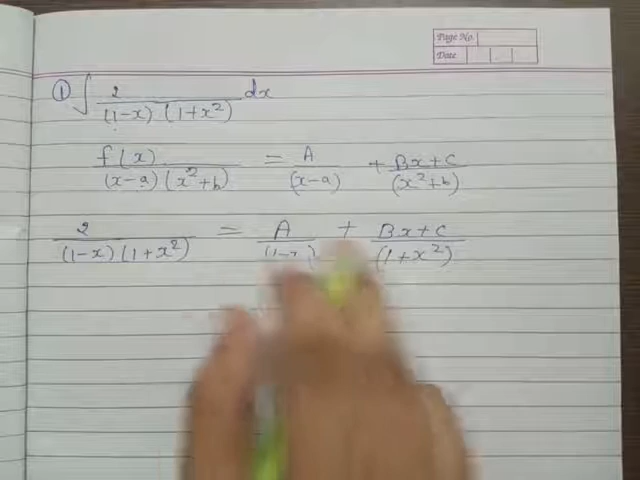 Page No.
Date
① ∫ 2 / (1-x) (1+x²) dx
f(x) / (x-a) (x²+b) = A / (x-a) + Bx+C / (x²+b)
2 / (1-x) (1+x²) = A / (1-x) + Bx+C / (1+x²)